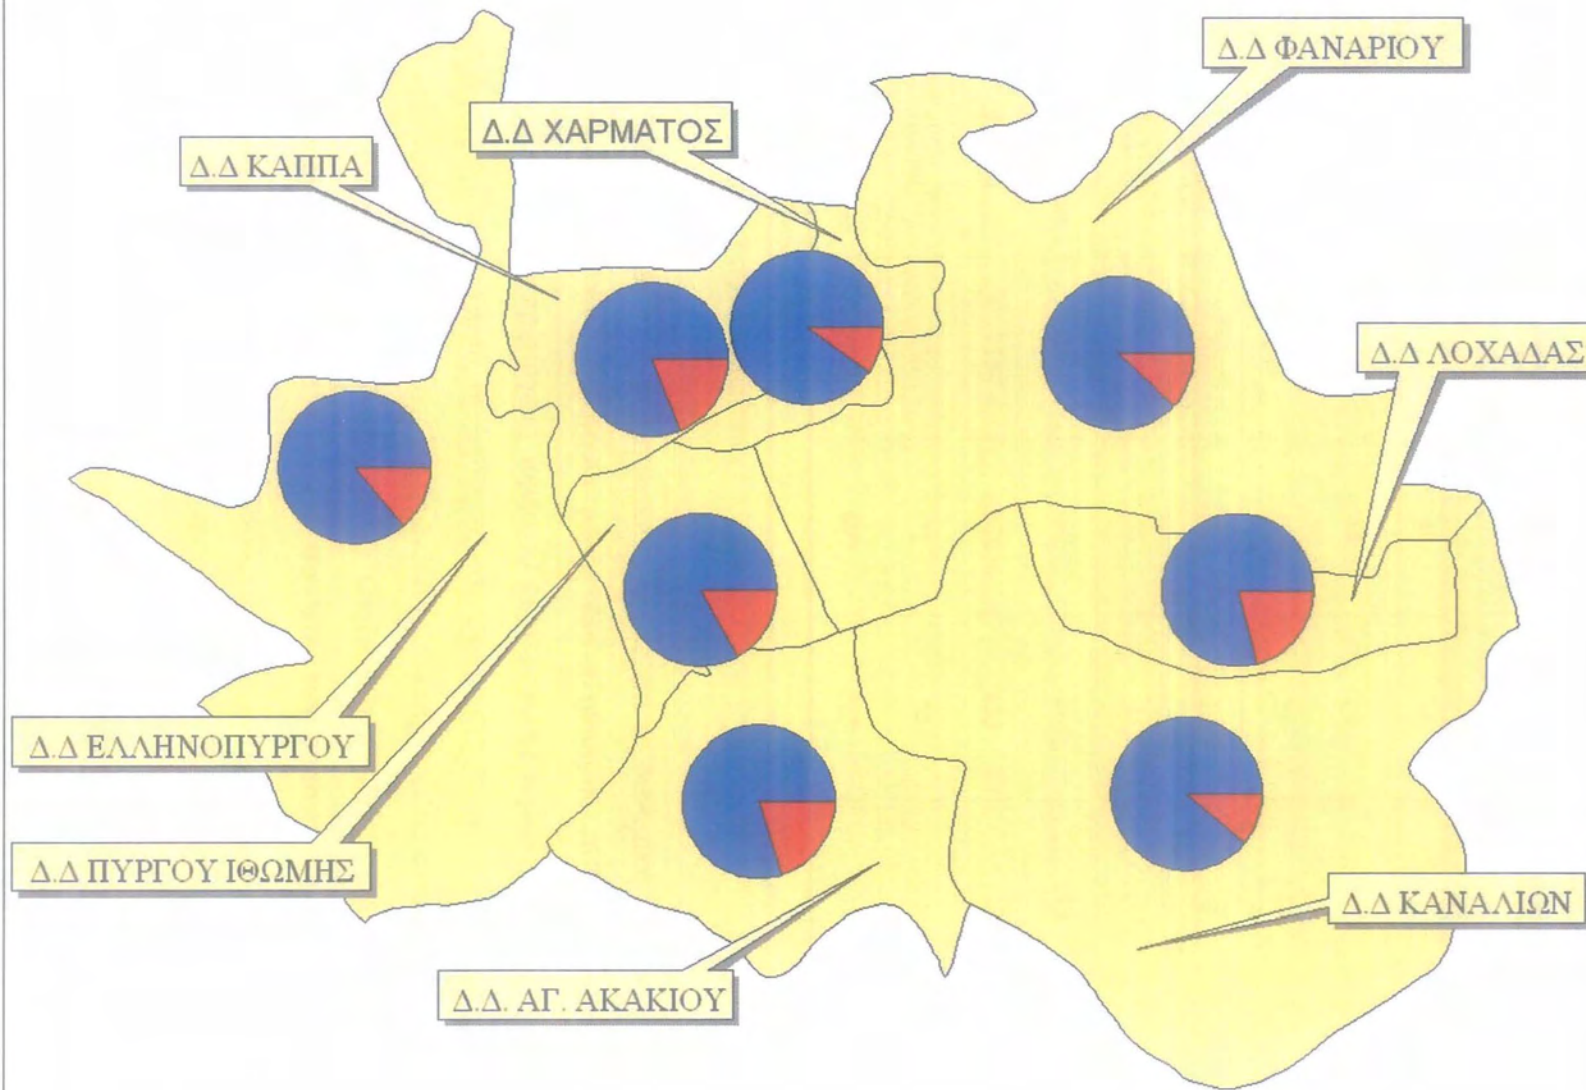 Δ.Δ ΦΑΝΑΡΙΟΥ
Δ.Δ ΧΑΡΜΑΤΟΣ
Δ.Δ ΚΑΠΠΑ
Δ.Δ ΛΟΧΑΔΑΣ
Δ.Δ ΕΛΛΗΝΟΠΥΡΓΟΥ
Δ.Δ ΠΥΡΓΟΥ ΙΘΩΜΗΣ
Δ.Δ ΚΑΝΑΛΙΩΝ
Δ.Δ. ΑΓ. ΑΚΑΚΙΟΥ